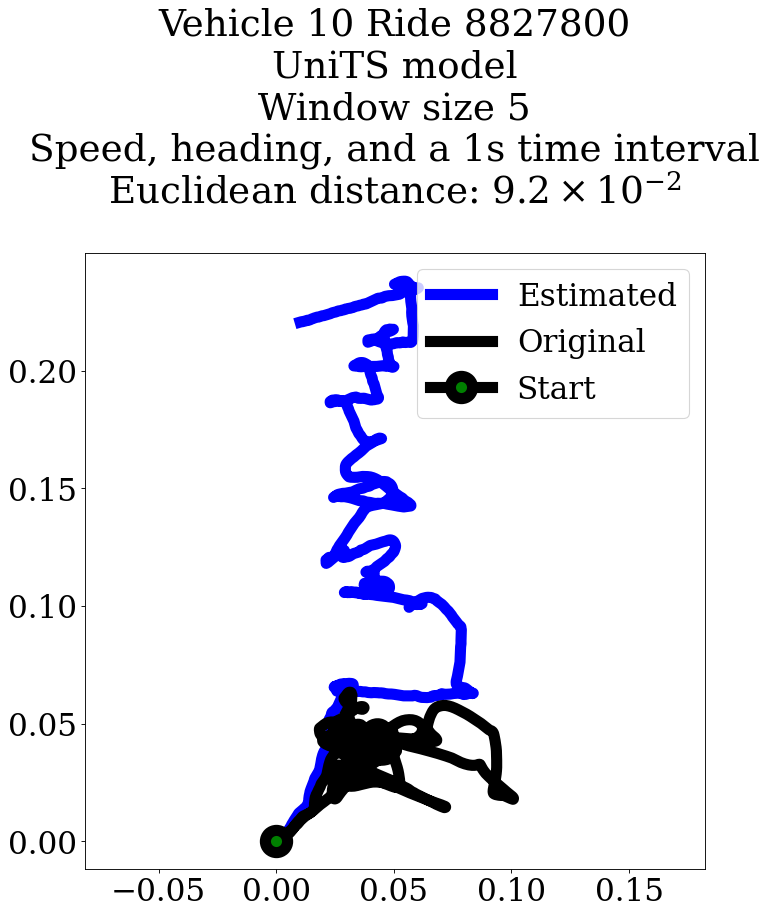 Vehicle 10 Ride 8827800
UniTS model
Window size 5
Speed, heading, and a 1s time interval
Euclidean distance: 9.2 × 10⁻²
Estimated
Original
Start
0.20
0.15
0.10
0.05
0.00
−0.05 0.00 0.05 0.10 0.15